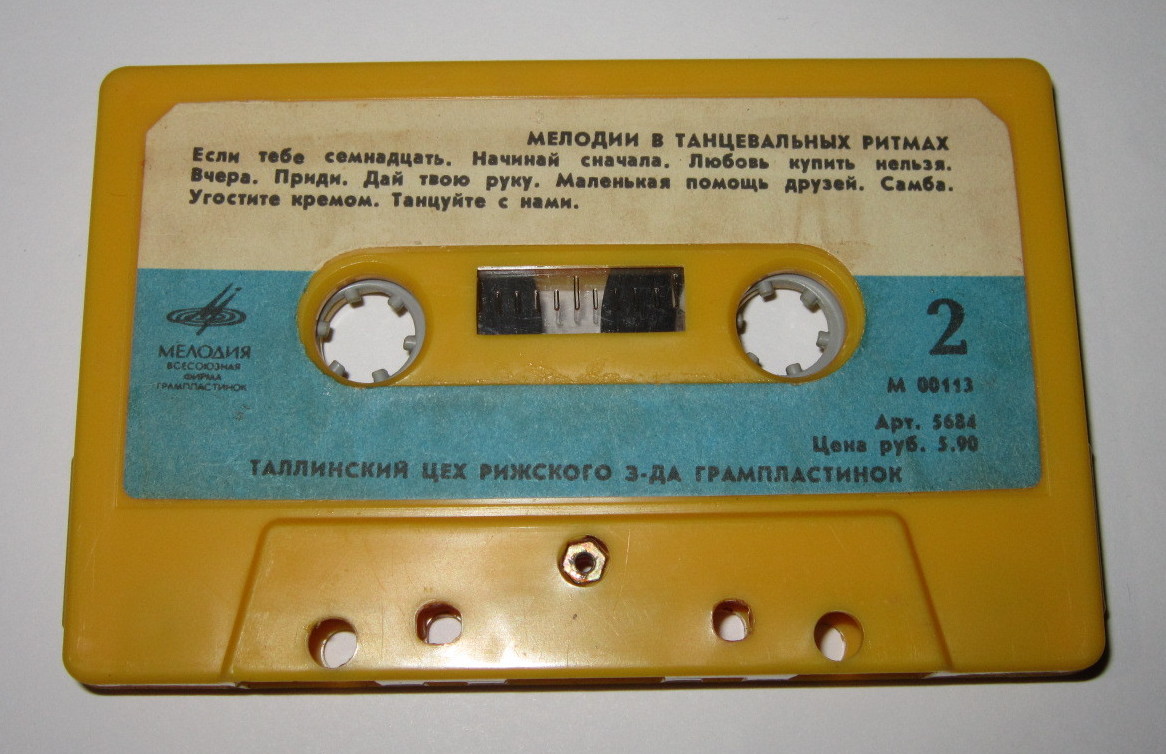 МЕЛОДИИ В ТАНЦЕВАЛЬНЫХ РИТМАХ
Если тебе семнадцать. Начинай сначала. Любовь купить нельзя.
Вчера. Приди. Дай твою руку. Маленькая помощь друзей. Самба.
Угостите кремом. Танцуйте с нами.
МЕЛОДИЯ
ВСЕСОЮЗНАЯ
ФИРМА
ГРАМПЛАСТИНОК
2
М 00113
Арт. 5684
Цена руб. 5.90
ТАЛЛИНСКИЙ ЦЕХ РИЖСКОГО З-ДА ГРАМПЛАСТИНОК